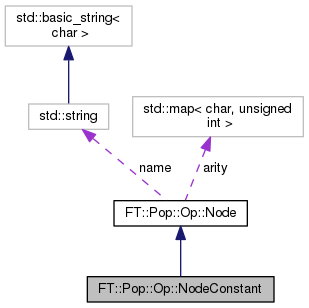 std::basic_string<
char >
std::string
std::map< char, unsigned
int >
name
arity
FT::Pop::Op::Node
FT::Pop::Op::NodeConstant